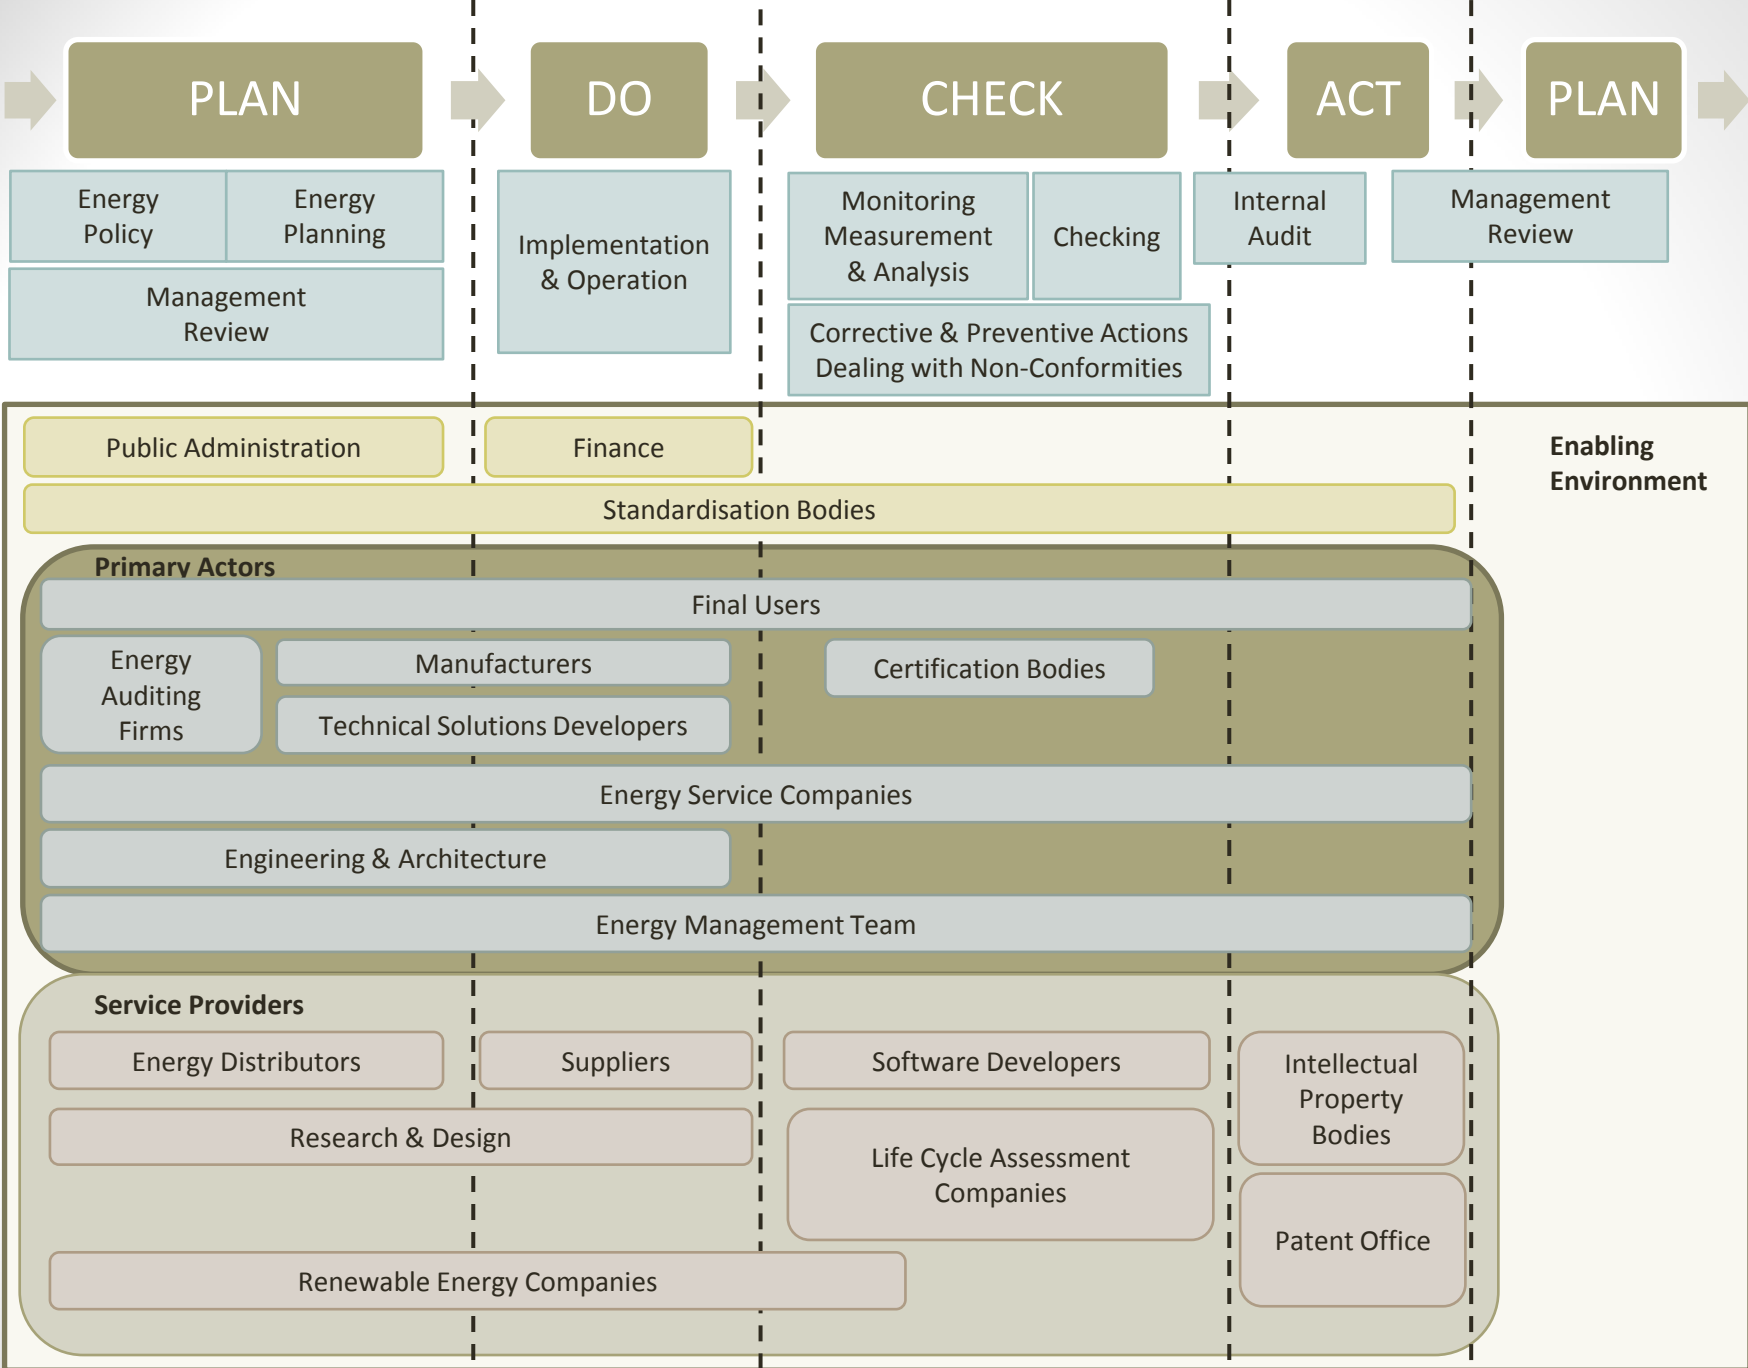 PLAN
DO
CHECK
ACT
PLAN
Energy
Policy
Energy
Planning
Management
Review
Implementation
& Operation
Monitoring
Measurement
& Analysis
Checking
Corrective & Preventive Actions
Dealing with Non-Conformities
Internal
Audit
Management
Review
Public Administration
Finance
Enabling
Environment
Standardisation Bodies
Primary Actors
Final Users
Energy
Auditing
Firms
Manufacturers
Technical Solutions Developers
Certification Bodies
Energy Service Companies
Engineering & Architecture
Energy Management Team
Service Providers
Energy Distributors
Suppliers
Software Developers
Intellectual
Property
Bodies
Research & Design
Life Cycle Assessment
Companies
Patent Office
Renewable Energy Companies